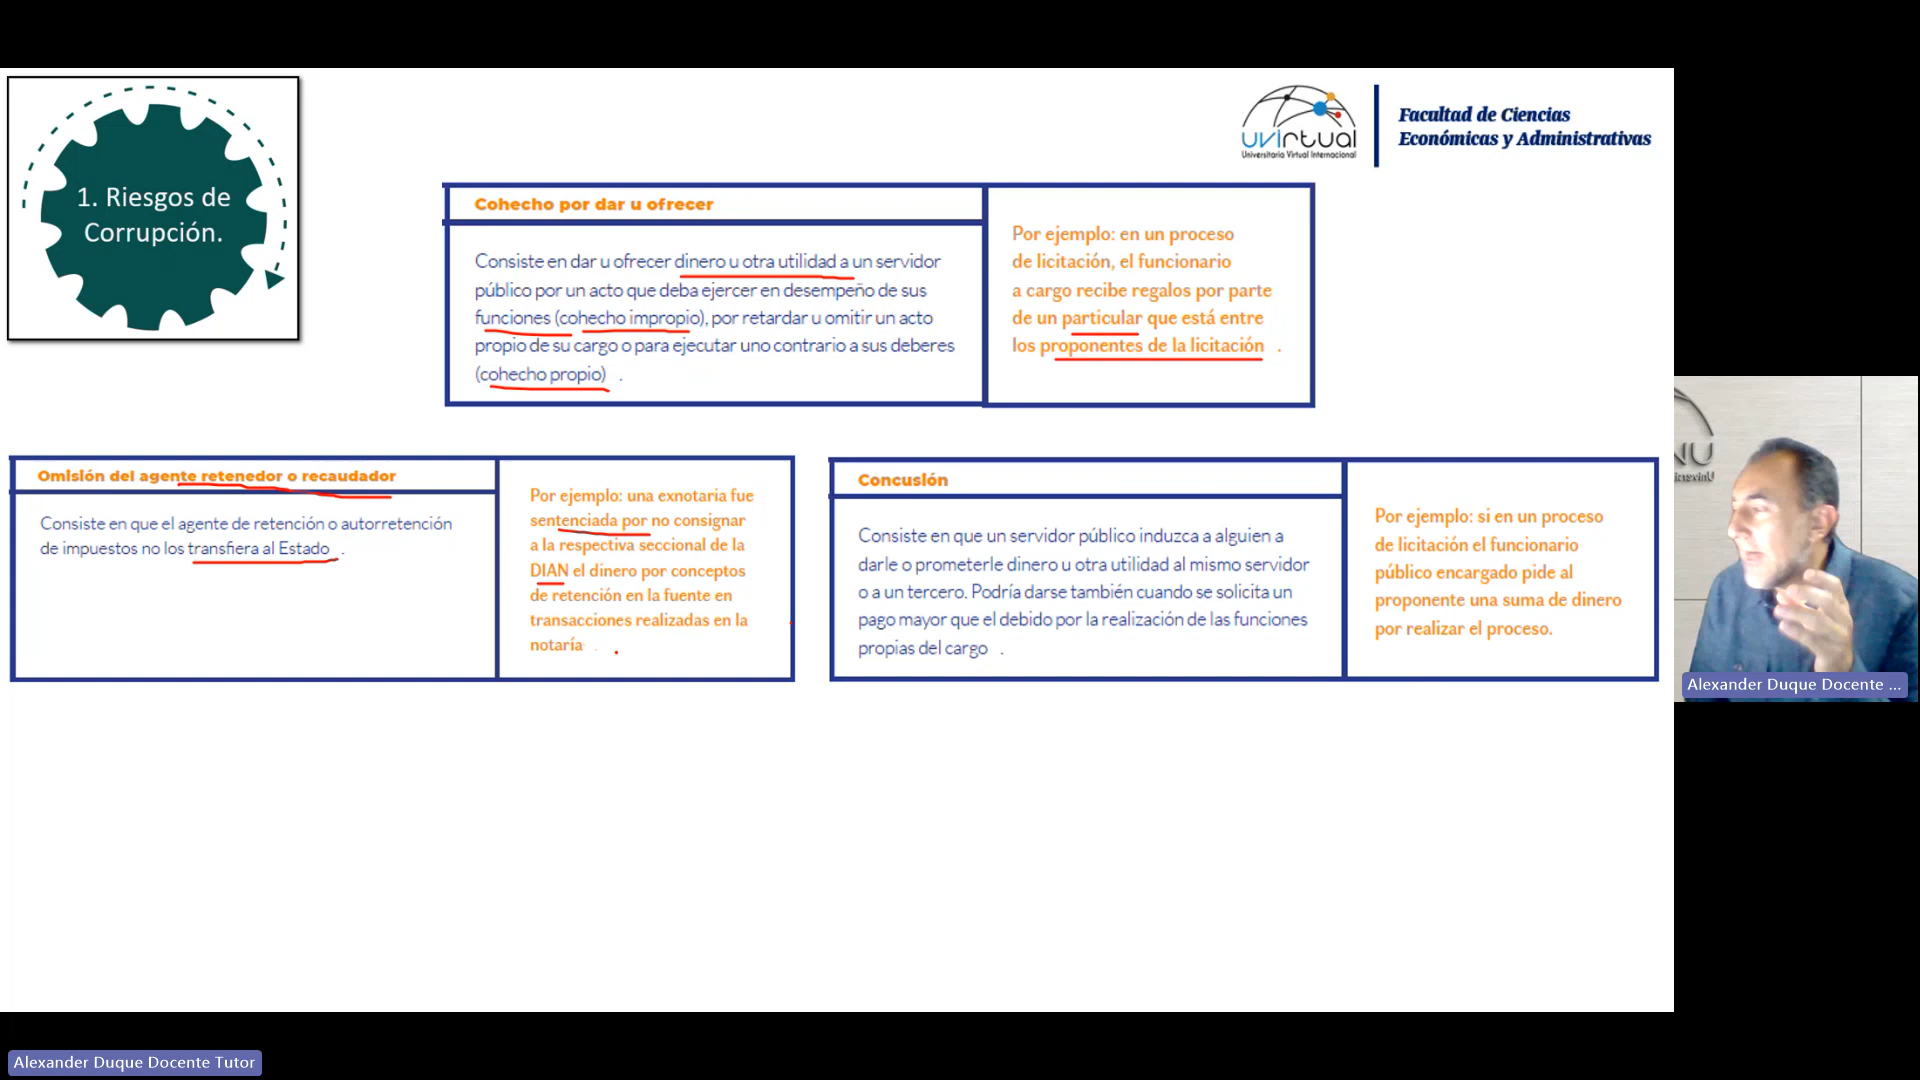 1. Riesgos de
Corrupción.
uvirtual
Universitaria Virtual Internacional
Facultad de Ciencias
Económicas y Administrativas
Cohecho por dar u ofrecer
Consiste en dar u ofrecer dinero u otra utilidad a un servidor
público por un acto que deba ejercer en desempeño de sus
funciones (cohecho impropio), por retardar u omitir un acto
propio de su cargo o para ejecutar uno contrario a sus deberes
(cohecho propio) .
Por ejemplo: en un proceso
de licitación, el funcionario
a cargo recibe regalos por parte
de un particular que está entre
los proponentes de la licitación .
Omisión del agente retenedor o recaudador
Consiste en que el agente de retención o autorretención
de impuestos no los transfiera al Estado .
Por ejemplo: una exnotaria fue
sentenciada por no consignar
a la respectiva seccional de la
DIAN el dinero por conceptos
de retención en la fuente en
transacciones realizadas en la
notaría .
Concusión
Consiste en que un servidor público induzca a alguien a
darle o prometerle dinero u otra utilidad al mismo servidor
o a un tercero. Podría darse también cuando se solicita un
pago mayor que el debido por la realización de las funciones
propias del cargo .
Por ejemplo: si en un proceso
de licitación el funcionario
público encargado pide al
proponente una suma de dinero
por realizar el proceso.
Alexander Duque Docente ...
Alexander Duque Docente Tutor